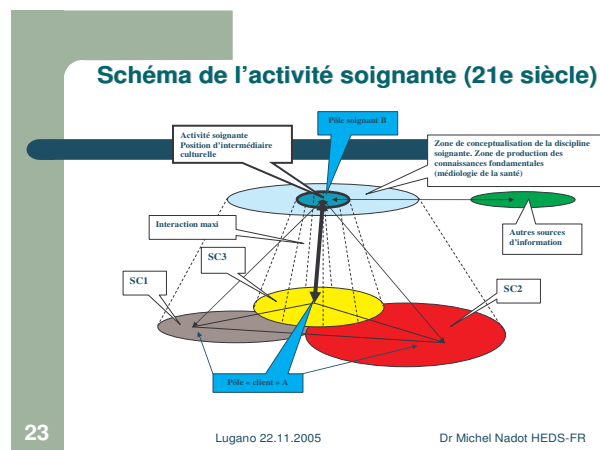 Schéma de l’activité soignante (21e siècle)
Pôle soignant B
Activité soignante
Position d’intermédiaire
culturelle
Zone de conceptualisation de la discipline
soignante. Zone de production des
connaissances fondamentales
(médiologie de la santé)
Interaction maxi
Autres sources
d’information
SC3
SC1
SC2
Pôle « client » A
23
Lugano 22.11.2005
Dr Michel Nadot HEDS-FR